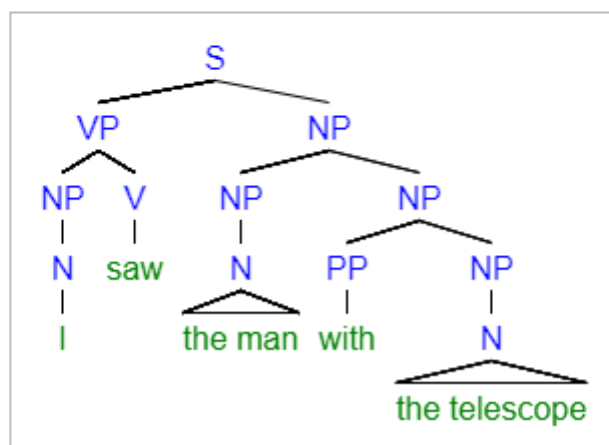 S
VP NP
NP V NP NP
N saw N PP NP
I the man with N
the telescope